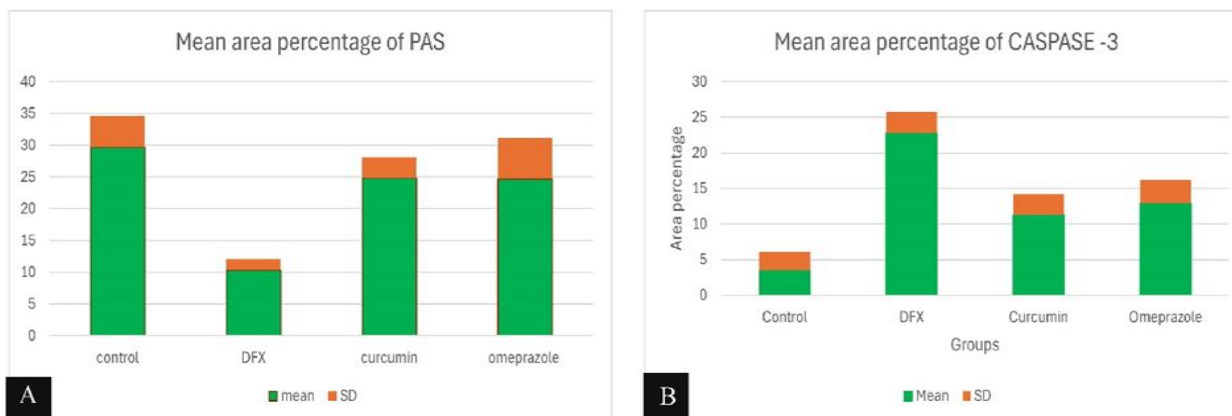 Mean area percentage of PAS
40
35
30
25
20
15
10
5
0
control DFX curcumin omeprazole
mean SD
A
Mean area percentage of CASPASE -3
Area percentage
30
25
20
15
10
5
0
Control DFX Curcumin Omeprazole
Groups
Mean SD
B